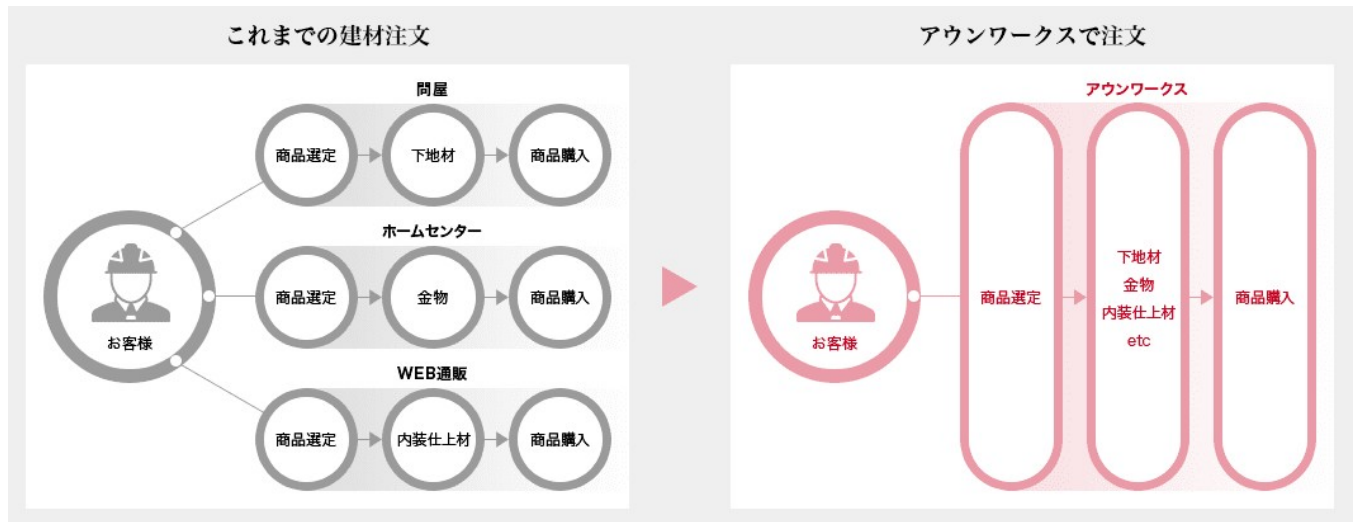 これまでの建材注文
問屋
商品選定
下地材
商品購入
ホームセンター
商品選定
金物
商品購入
お客様
WEB通販
商品選定
内装仕上材
商品購入
アウンワークスで注文
アウンワークス
お客様
商品選定
下地材
金物
内装仕上材
etc
商品購入